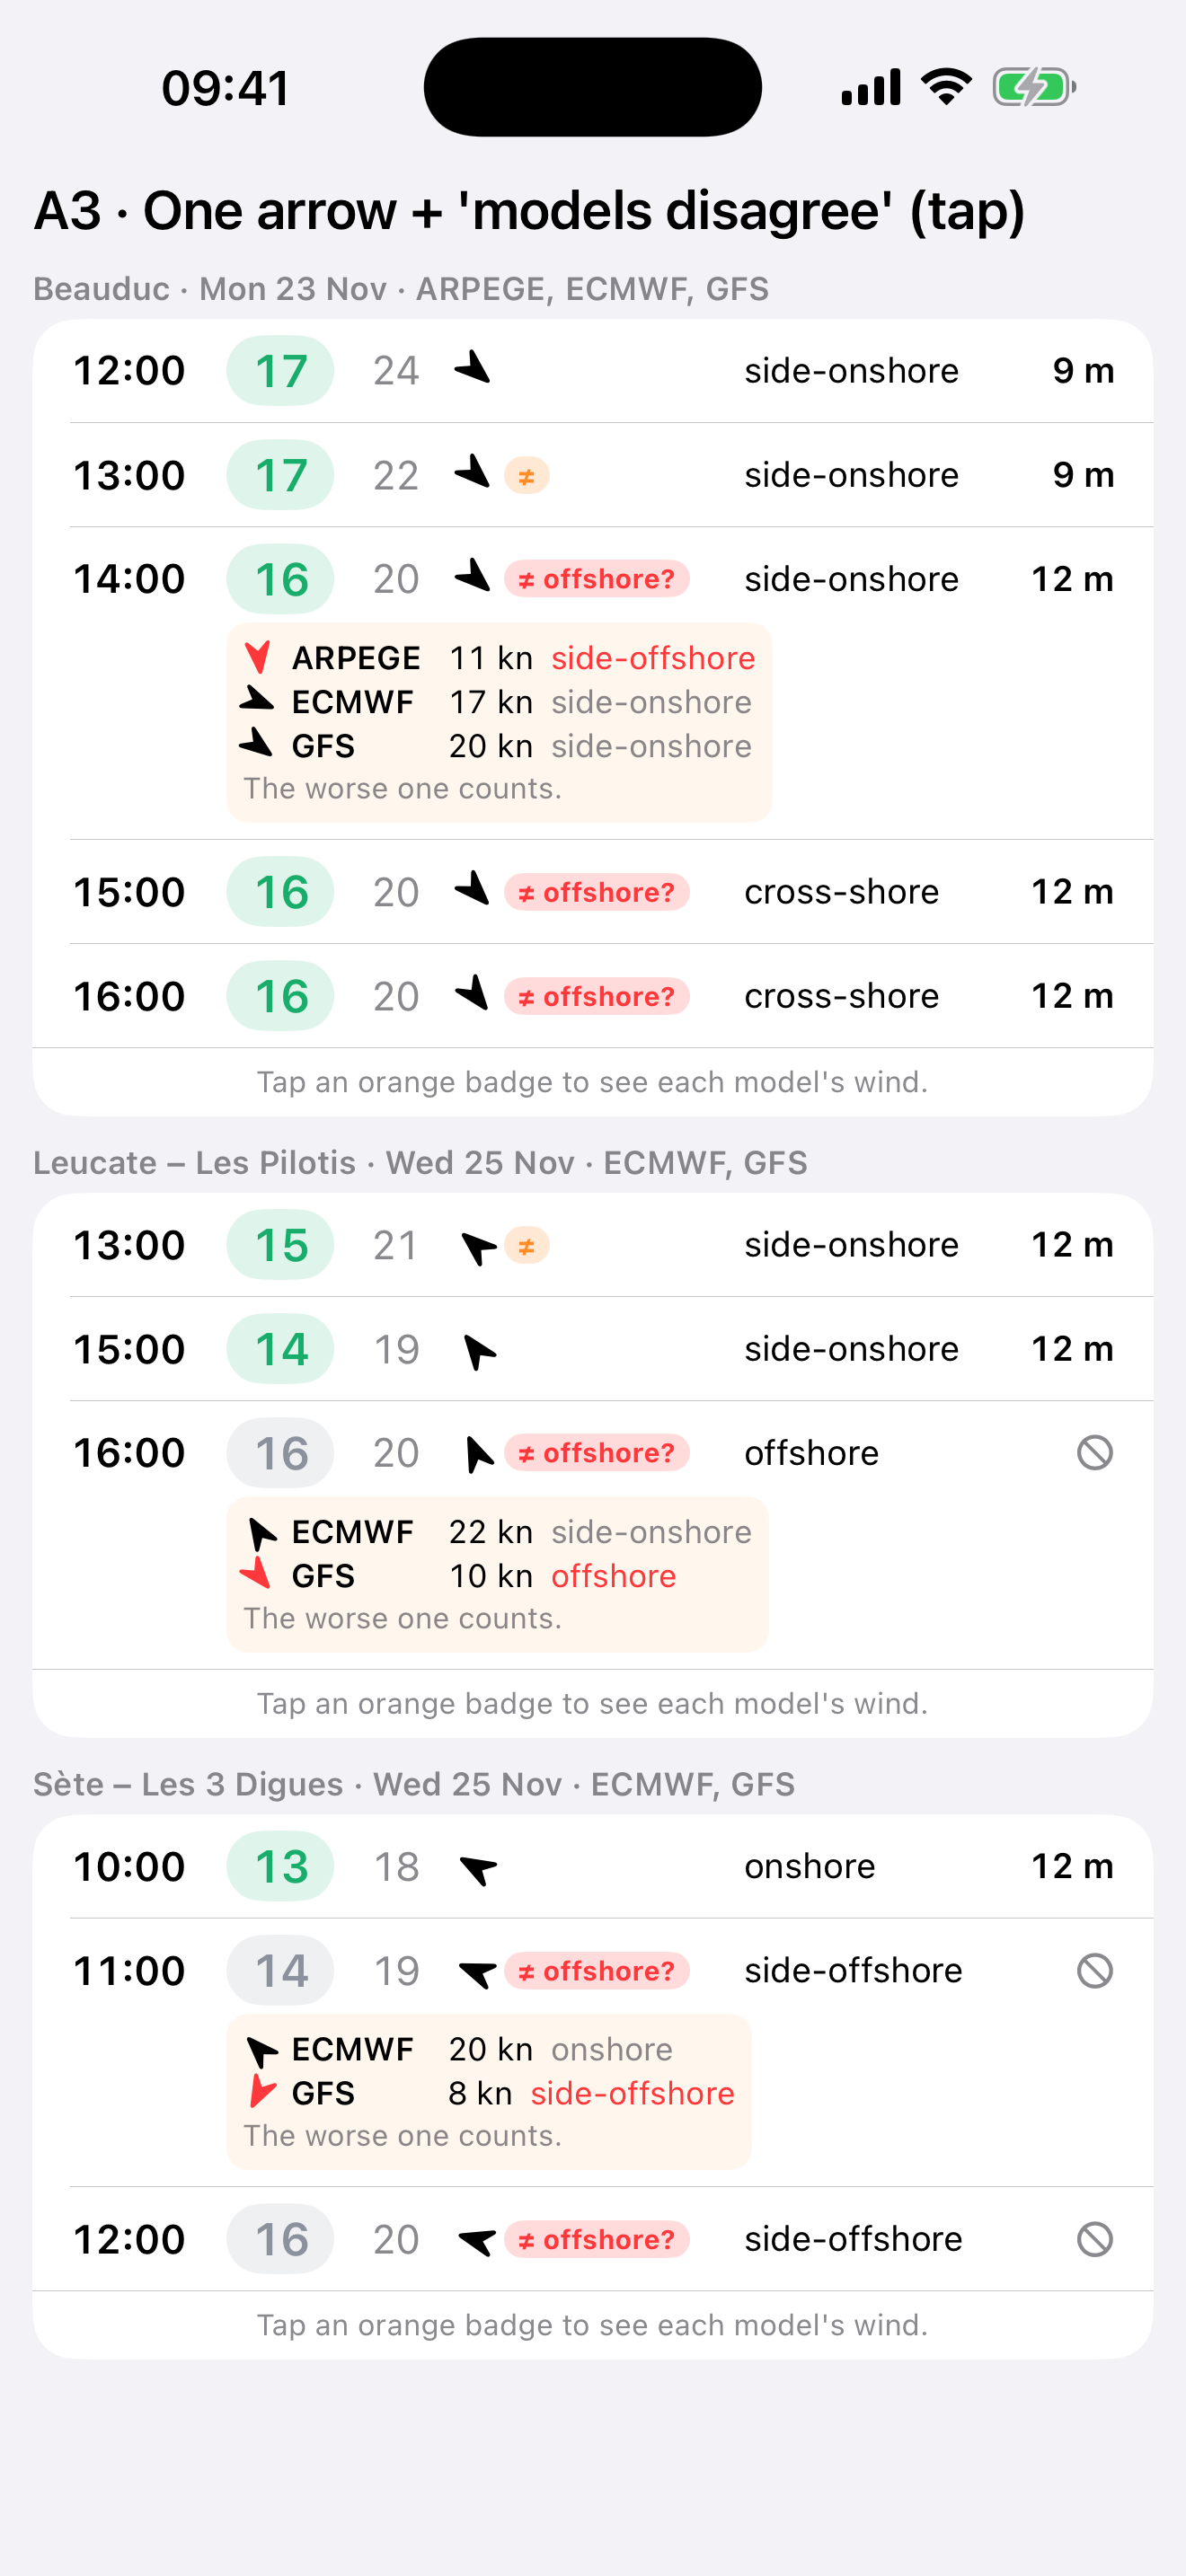 09:41
A3 · One arrow + 'models disagree' (tap)
Beauduc · Mon 23 Nov · ARPEGE, ECMWF, GFS
12:00 17 24 side-onshore 9 m
13:00 17 22 ≠ side-onshore 9 m
14:00 16 20 ≠ offshore? side-onshore 12 m
ARPEGE 11 kn side-offshore
ECMWF 17 kn side-onshore
GFS 20 kn side-onshore
The worse one counts.
15:00 16 20 ≠ offshore? cross-shore 12 m
16:00 16 20 ≠ offshore? cross-shore 12 m
Tap an orange badge to see each model's wind.
Leucate – Les Pilotis · Wed 25 Nov · ECMWF, GFS
13:00 15 21 ≠ side-onshore 12 m
15:00 14 19 side-onshore 12 m
16:00 16 20 ≠ offshore? offshore
ECMWF 22 kn side-onshore
GFS 10 kn offshore
The worse one counts.
Tap an orange badge to see each model's wind.
Sète – Les 3 Digues · Wed 25 Nov · ECMWF, GFS
10:00 13 18 onshore 12 m
11:00 14 19 ≠ offshore? side-offshore
ECMWF 20 kn onshore
GFS 8 kn side-offshore
The worse one counts.
12:00 16 20 ≠ offshore? side-offshore
Tap an orange badge to see each model's wind.